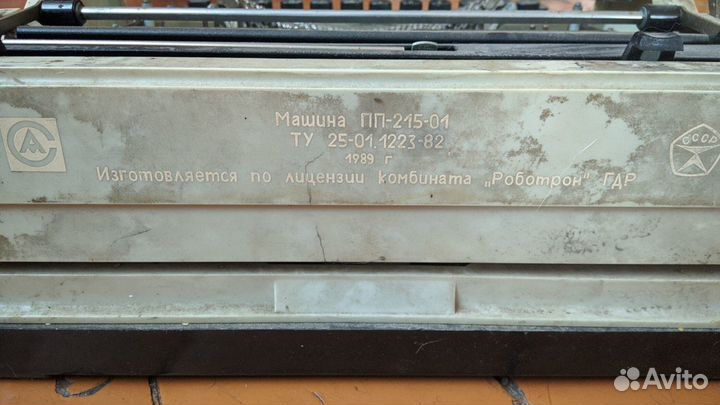 Машина ПП-215-01
ТУ 25-01.1223-82
1989 г
Изготовляется по лицензии комбината „Роботрон" ГДР
СССР
Avito